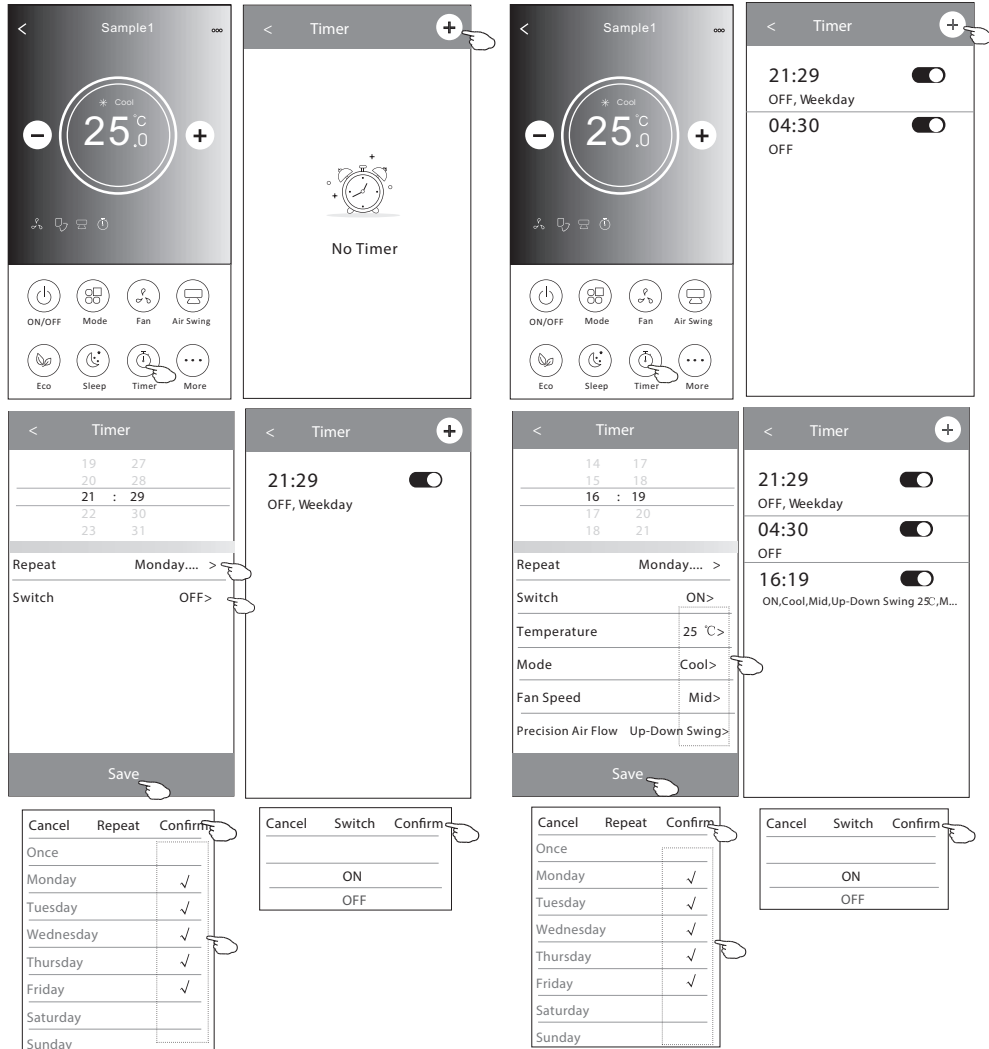 < Sample1 ooo
Cool
25.0 °C
ON/OFF Mode Fan Air Swing
Eco Sleep Timer More
< Timer +
No Timer
< Sample1 ooo
Cool
25.0 °C
ON/OFF Mode Fan Air Swing
Eco Sleep Timer More
< Timer +
21:29
OFF, Weekday
04:30
OFF
< Timer
19 27
20 28
21 : 29
22 30
23 31
Repeat Monday.... >
Switch OFF>
Save
< Timer +
21:29
OFF, Weekday
< Timer
14 17
15 18
16 : 19
17 20
18 21
Repeat Monday.... >
Switch ON>
Temperature 25 ℃>
Mode Cool>
Fan Speed Mid>
Precision Air Flow Up-Down Swing>
Save
< Timer +
21:29
OFF, Weekday
04:30
OFF
16:19
ON,Cool,Mid,Up-Down Swing 25℃,M...
Cancel Repeat Confirm
Once
Monday √
Tuesday √
Wednesday √
Thursday √
Friday √
Saturday
Sunday
Cancel Switch Confirm
ON
OFF
Cancel Repeat Confirm
Once
Monday √
Tuesday √
Wednesday √
Thursday √
Friday √
Saturday
Sunday
Cancel Switch Confirm
ON
OFF